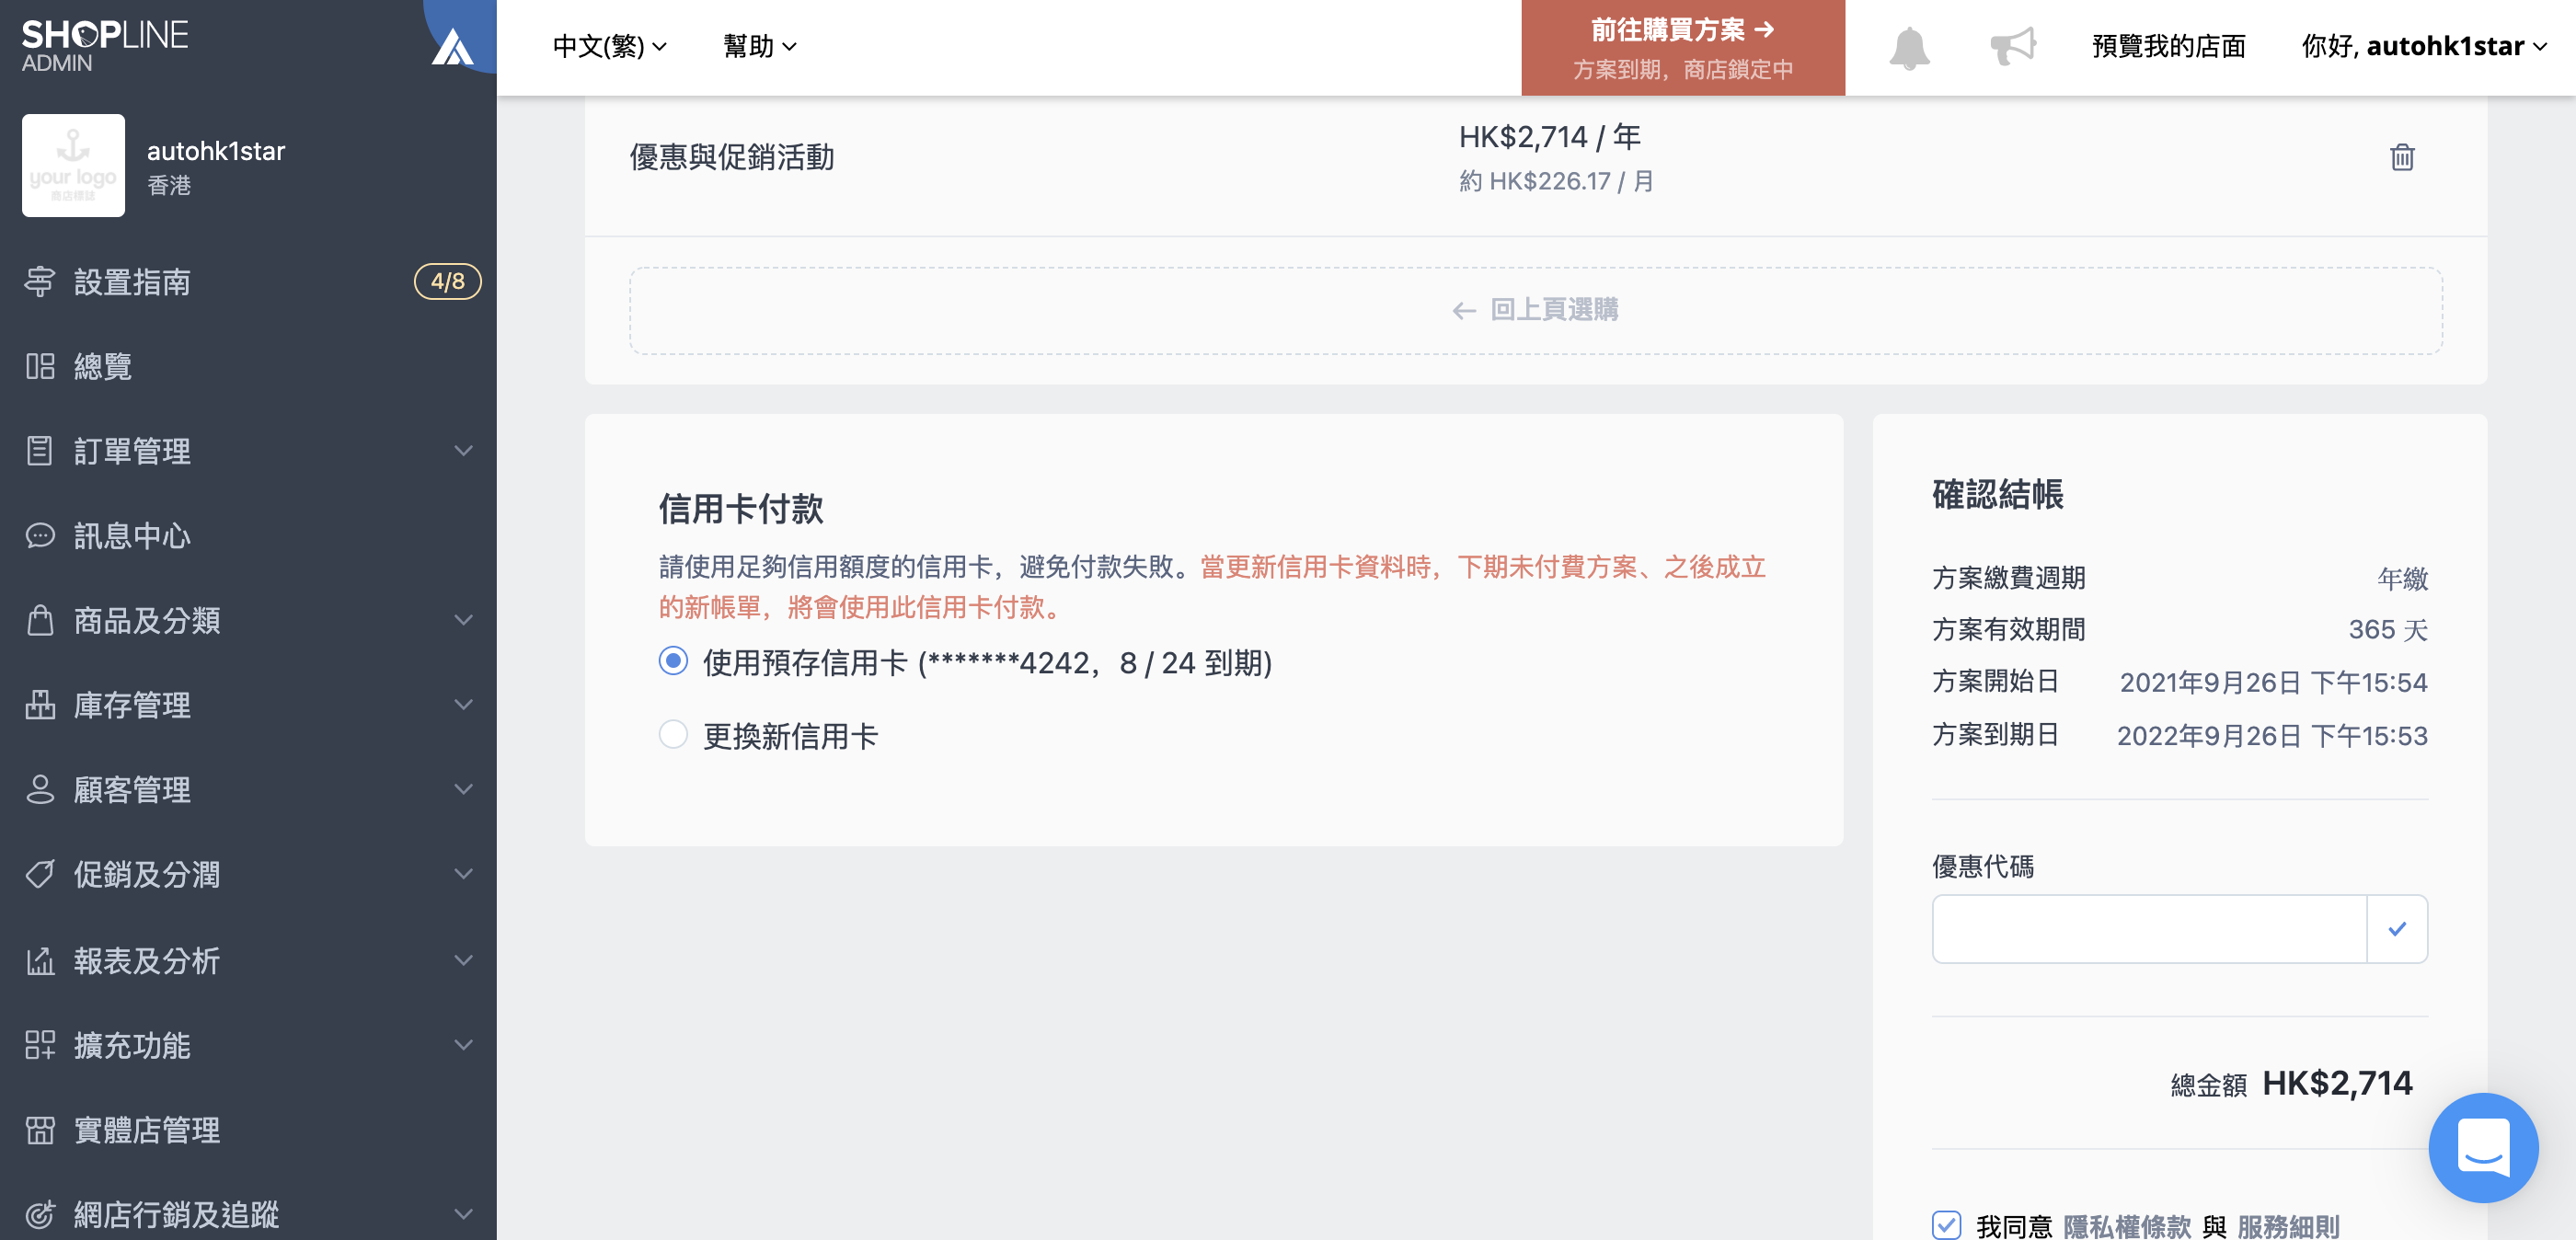 SHOPLINE
ADMIN
中文(繁)
幫助
前往購買方案 →
方案到期，商店鎖定中
預覽我的店面
你好, autohk1star
your logo
商店標誌
autohk1star
香港
設置指南
4/8
總覽
訂單管理
訊息中心
商品及分類
庫存管理
顧客管理
促銷及分潤
報表及分析
擴充功能
實體店管理
網店行銷及追蹤
優惠與促銷活動
HK$2,714 / 年
約 HK$226.17 / 月
← 回上頁選購
信用卡付款
請使用足夠信用額度的信用卡，避免付款失敗。當更新信用卡資料時，下期未付費方案、之後成立
的新帳單，將會使用此信用卡付款。
使用預存信用卡 (*******4242，8 / 24 到期)
更換新信用卡
確認結帳
方案繳費週期 年繳
方案有效期間 365 天
方案開始日 2021年9月26日 下午15:54
方案到期日 2022年9月26日 下午15:53
優惠代碼
總金額 HK$2,714
我同意 隱私權條款 與 服務細則